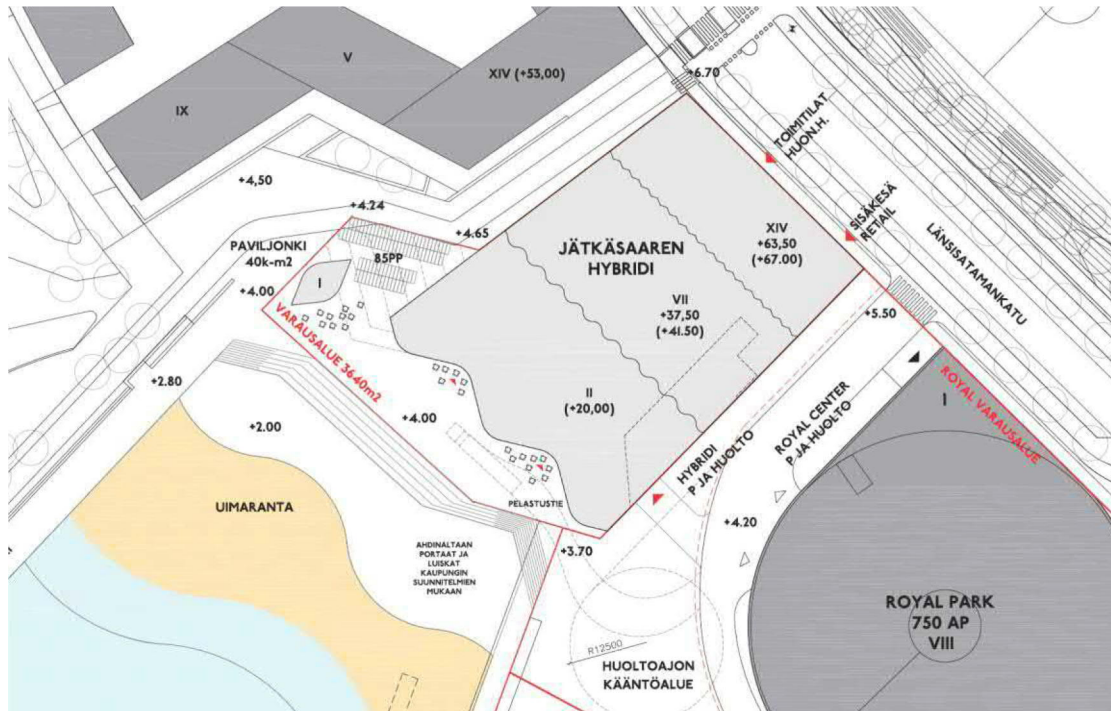 V
XIV (+53,00)
IX
+6.70
TOIMITILAT
HUON.H.
SISÄKESÄ
RETAIL
LÄNSISATAMANKATU
+4,50
+4.24
+4.65
PAVILJONKI
40k-m2
85PP
I
+4.00
VARAUSALUE 3640m2
JÄTKÄSAAREN
HYBRIDI
XIV
+63,50
(+67.00)
VII
+37,50
(+41.50)
+5.50
+2.80
II
(+20,00)
+4.00
+2.00
ROYAL VARAUSALUE
I
ROYAL CENTER
P JA HUOLTO
HYBRIDI
P JA HUOLTO
UIMARANTA
PELASTUSTIE
+4.20
+3.70
AHDINALTAAN
PORTAAT JA
LUISKAT
KAUPUNGIN
SUUNNITELMIEN
MUKAAN
ROYAL PARK
750 AP
VIII
R12500
HUOLTOAJON
KÄÄNTÖALUE